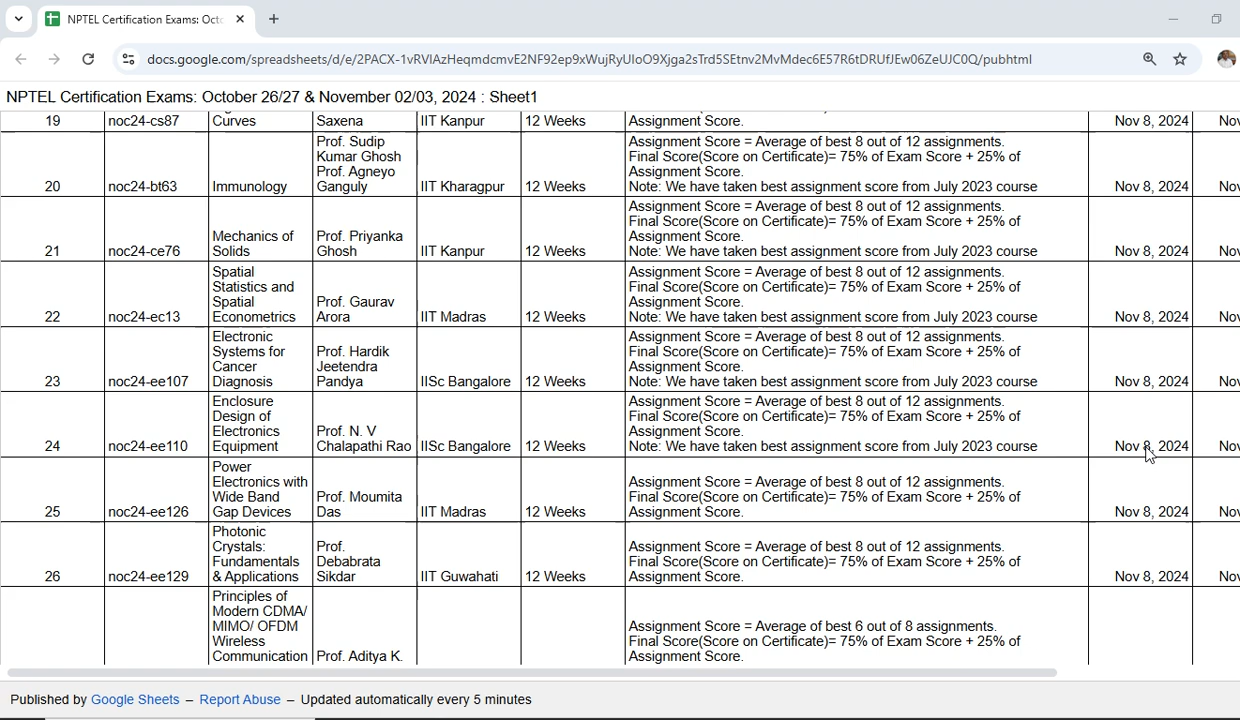 NPTEL Certification Exams: Octo
docs.google.com/spreadsheets/d/e/2PACX-1vRVIAzHeqmdcmvE2NF92ep9xWujRyUIoO9Xjga2sTrd5SEtnv2MvMdec6E57R6tDRUfJEw06ZeUJC0Q/pubhtml
NPTEL Certification Exams: October 26/27 & November 02/03, 2024 : Sheet1
19 noc24-cs87 Curves Saxena IIT Kanpur 12 Weeks Assignment Score. Nov 8, 2024 Nov
Prof. Sudip Assignment Score = Average of best 8 out of 12 assignments.
Kumar Ghosh Final Score(Score on Certificate)= 75% of Exam Score + 25% of
Prof. Agneyo Assignment Score.
20 noc24-bt63 Immunology Ganguly IIT Kharagpur 12 Weeks Note: We have taken best assignment score from July 2023 course Nov 8, 2024 Nov
Assignment Score = Average of best 8 out of 12 assignments.
Final Score(Score on Certificate)= 75% of Exam Score + 25% of
Mechanics of Prof. Priyanka Assignment Score.
21 noc24-ce76 Solids Ghosh IIT Kanpur 12 Weeks Note: We have taken best assignment score from July 2023 course Nov 8, 2024 Nov
Spatial Assignment Score = Average of best 8 out of 12 assignments.
Statistics and Final Score(Score on Certificate)= 75% of Exam Score + 25% of
Spatial Prof. Gaurav Assignment Score.
22 noc24-ec13 Econometrics Arora IIT Madras 12 Weeks Note: We have taken best assignment score from July 2023 course Nov 8, 2024 Nov
Electronic Assignment Score = Average of best 8 out of 12 assignments.
Systems for Prof. Hardik Final Score(Score on Certificate)= 75% of Exam Score + 25% of
Cancer Jeetendra Assignment Score.
23 noc24-ee107 Diagnosis Pandya IISc Bangalore 12 Weeks Note: We have taken best assignment score from July 2023 course Nov 8, 2024 Nov
Enclosure Assignment Score = Average of best 8 out of 12 assignments.
Design of Final Score(Score on Certificate)= 75% of Exam Score + 25% of
Electronics Prof. N. V Assignment Score.
24 noc24-ee110 Equipment Chalapathi Rao IISc Bangalore 12 Weeks Note: We have taken best assignment score from July 2023 course Nov 8, 2024 Nov
Power
Electronics with Assignment Score = Average of best 8 out of 12 assignments.
Wide Band Prof. Moumita Final Score(Score on Certificate)= 75% of Exam Score + 25% of
25 noc24-ee126 Gap Devices Das IIT Madras 12 Weeks Assignment Score. Nov 8, 2024 Nov
Photonic
Crystals: Prof. Assignment Score = Average of best 8 out of 12 assignments.
Fundamentals Debabrata Final Score(Score on Certificate)= 75% of Exam Score + 25% of
26 noc24-ee129 & Applications Sikdar IIT Guwahati 12 Weeks Assignment Score. Nov 8, 2024 Nov
Principles of
Modern CDMA/
MIMO/ OFDM Assignment Score = Average of best 6 out of 8 assignments.
Wireless Final Score(Score on Certificate)= 75% of Exam Score + 25% of
Communication Prof. Aditya K. Assignment Score.
Published by Google Sheets – Report Abuse – Updated automatically every 5 minutes